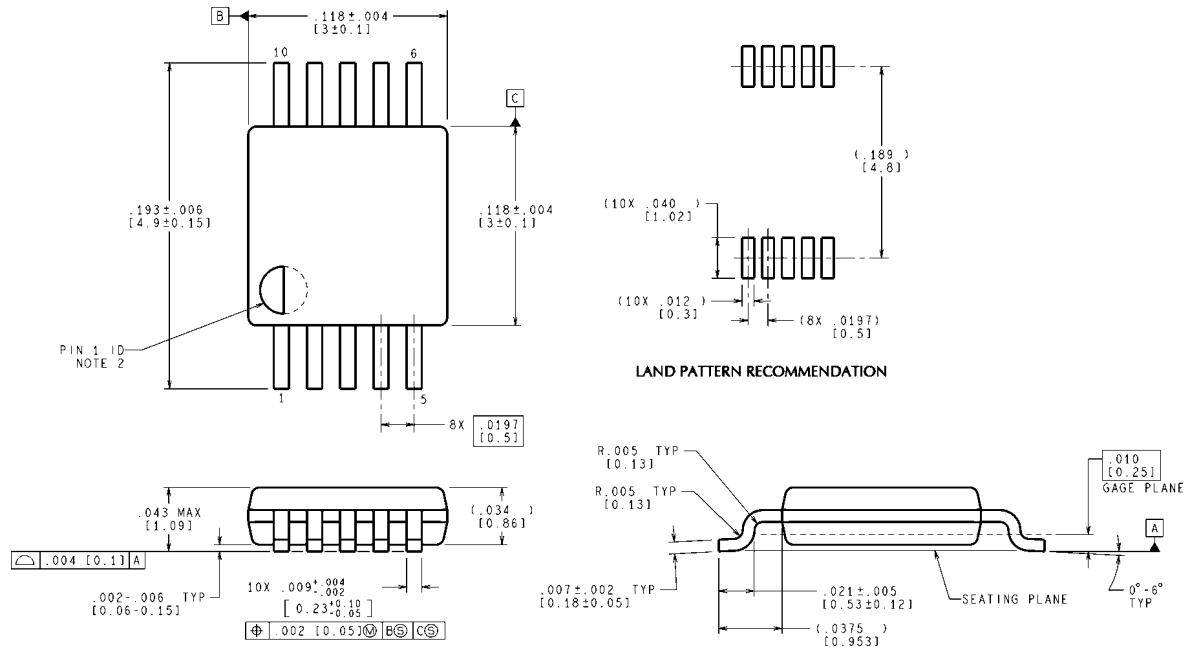 B
.118±.004
[3±0.1]
10
6
C
.193±.006
[4.9±0.15]
.118±.004
[3±0.1]
PIN 1 ID
NOTE 2
1
5
8X .0197
[0.5]
(.189 )
[4.8]
(10X .040 )
[1.02]
(10X .012 )
[0.3]
(8X .0197)
[0.5]
LAND PATTERN RECOMMENDATION
.043 MAX
[1.09]
(.034 )
[0.86]
⌓ .004 [0.1] A
.002-.006 TYP
[0.06-0.15]
10X .009+.004
-.002
[ 0.23+0.10
-0.05 ]
⌖ .002 [0.05]Ⓜ BⓈ CⓈ
R.005 TYP
[0.13]
R.005 TYP
[0.13]
.010
[0.25]
GAGE PLANE
A
.007±.002 TYP
[0.18±0.05]
.021±.005
[0.53±0.12]
(.0375 )
[0.953]
SEATING PLANE
0°-6°
TYP